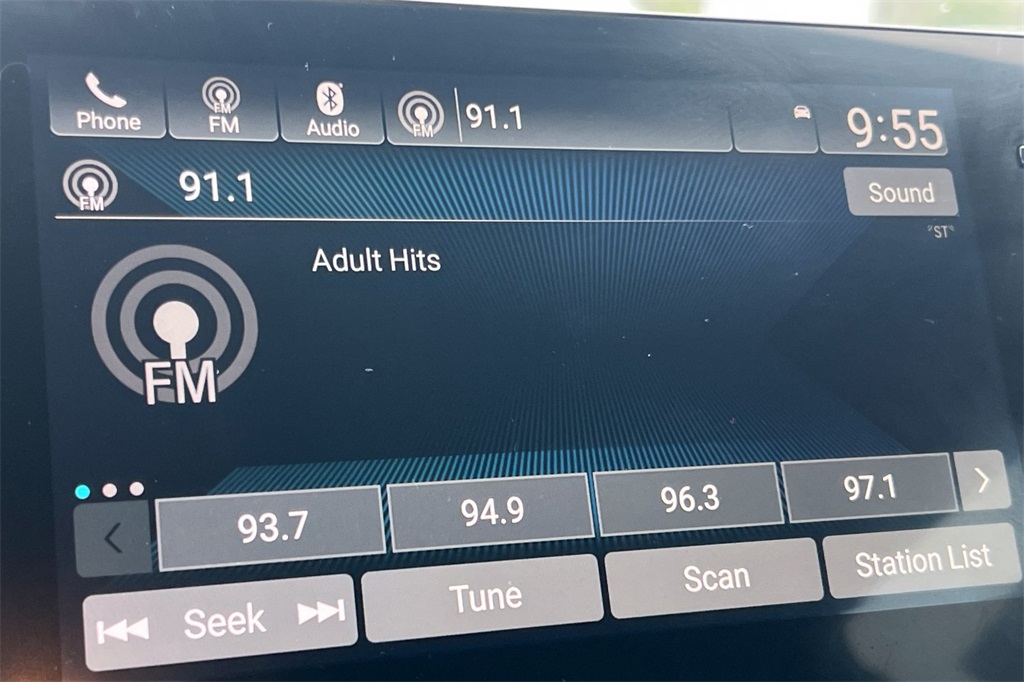 Phone FM FM Audio FM 91.1 9:55
FM 91.1 Sound
"ST"
Adult Hits
FM
93.7 94.9 96.3 97.1
Seek Tune Scan Station List